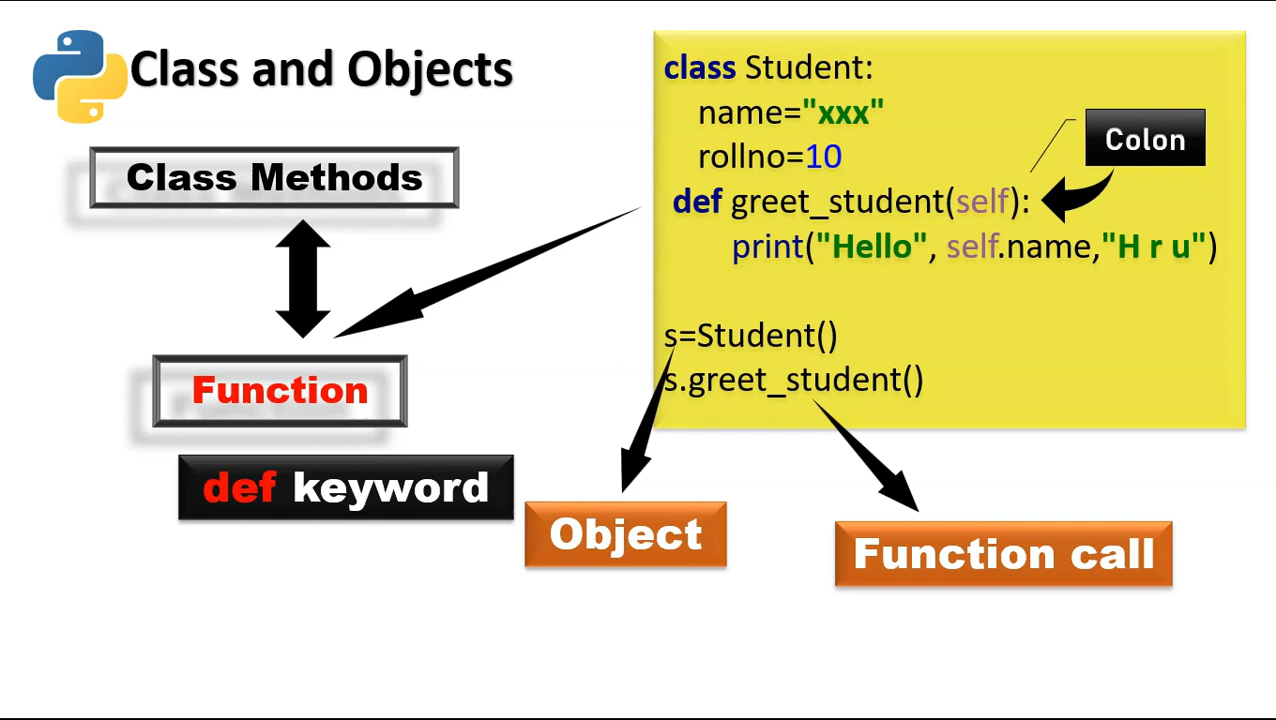 Class and Objects
Class Methods
Function
def keyword
class Student:
name="xxx"
rollno=10
def greet_student(self):
print("Hello", self.name,"H r u")
s=Student()
s.greet_student()
Colon
Object
Function call